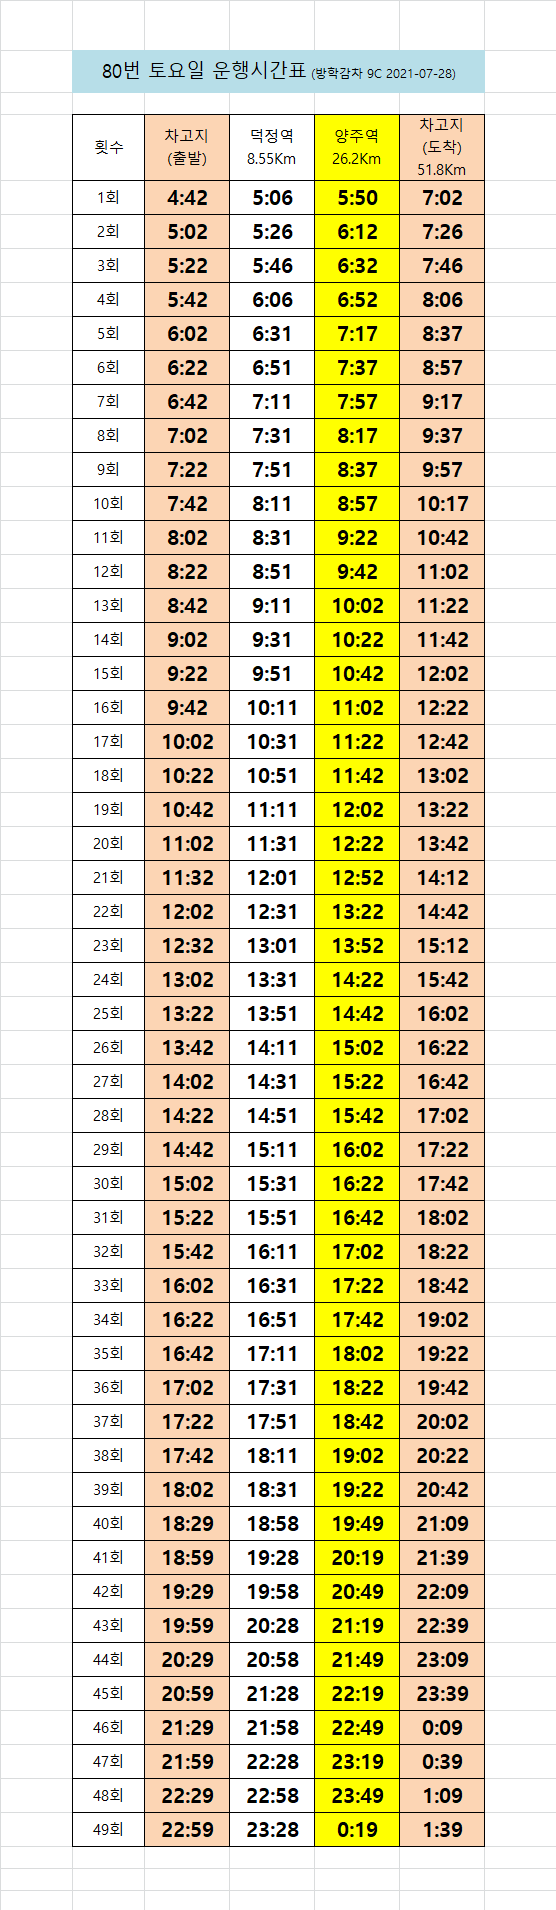 80번 토요일 운행시간표 (방학감차 9C 2021-07-28)
횟수 차고지 (출발) 덕정역 8.55Km 양주역 26.2Km 차고지 (도착) 51.8Km
1회 4:42 5:06 5:50 7:02
2회 5:02 5:26 6:12 7:26
3회 5:22 5:46 6:32 7:46
4회 5:42 6:06 6:52 8:06
5회 6:02 6:31 7:17 8:37
6회 6:22 6:51 7:37 8:57
7회 6:42 7:11 7:57 9:17
8회 7:02 7:31 8:17 9:37
9회 7:22 7:51 8:37 9:57
10회 7:42 8:11 8:57 10:17
11회 8:02 8:31 9:22 10:42
12회 8:22 8:51 9:42 11:02
13회 8:42 9:11 10:02 11:22
14회 9:02 9:31 10:22 11:42
15회 9:22 9:51 10:42 12:02
16회 9:42 10:11 11:02 12:22
17회 10:02 10:31 11:22 12:42
18회 10:22 10:51 11:42 13:02
19회 10:42 11:11 12:02 13:22
20회 11:02 11:31 12:22 13:42
21회 11:32 12:01 12:52 14:12
22회 12:02 12:31 13:22 14:42
23회 12:32 13:01 13:52 15:12
24회 13:02 13:31 14:22 15:42
25회 13:22 13:51 14:42 16:02
26회 13:42 14:11 15:02 16:22
27회 14:02 14:31 15:22 16:42
28회 14:22 14:51 15:42 17:02
29회 14:42 15:11 16:02 17:22
30회 15:02 15:31 16:22 17:42
31회 15:22 15:51 16:42 18:02
32회 15:42 16:11 17:02 18:22
33회 16:02 16:31 17:22 18:42
34회 16:22 16:51 17:42 19:02
35회 16:42 17:11 18:02 19:22
36회 17:02 17:31 18:22 19:42
37회 17:22 17:51 18:42 20:02
38회 17:42 18:11 19:02 20:22
39회 18:02 18:31 19:22 20:42
40회 18:29 18:58 19:49 21:09
41회 18:59 19:28 20:19 21:39
42회 19:29 19:58 20:49 22:09
43회 19:59 20:28 21:19 22:39
44회 20:29 20:58 21:49 23:09
45회 20:59 21:28 22:19 23:39
46회 21:29 21:58 22:49 0:09
47회 21:59 22:28 23:19 0:39
48회 22:29 22:58 23:49 1:09
49회 22:59 23:28 0:19 1:39